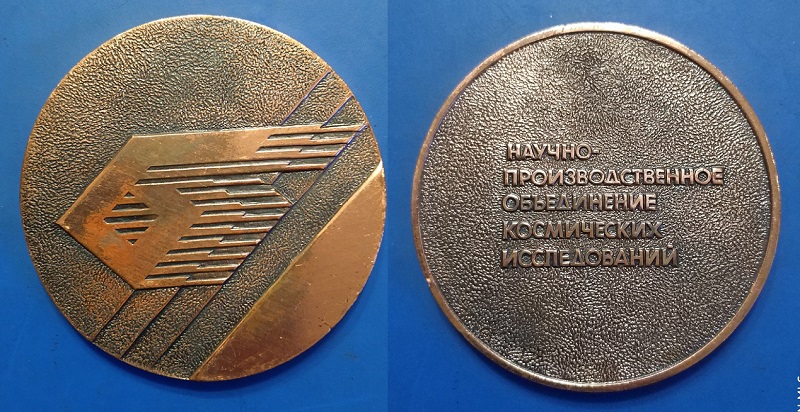 НАУЧНО-
ПРОИЗВОДСТВЕННОЕ
ОБЪЕДИНЕНИЕ
КОСМИЧЕСКИХ
ИССЛЕДОВАНИЙ